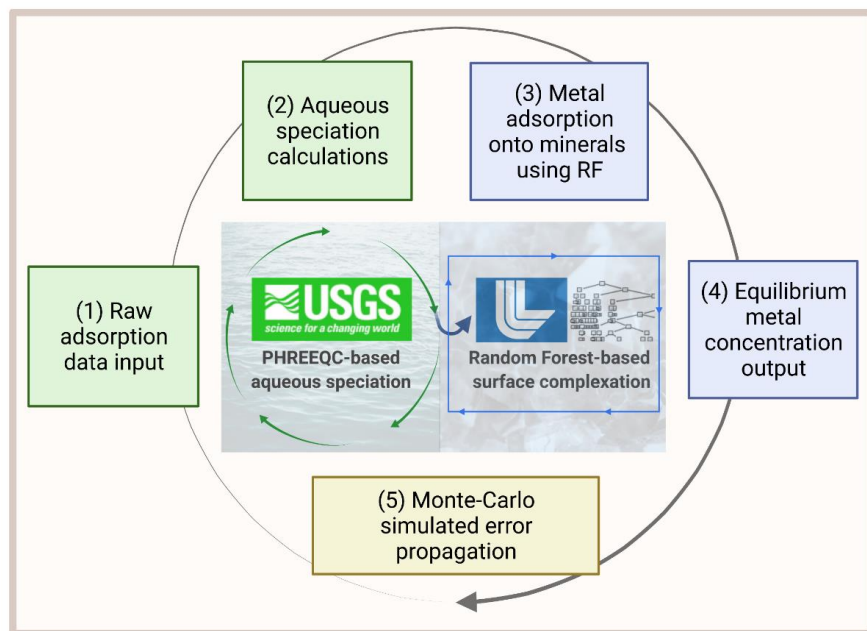 (1) Raw
adsorption
data input
(2) Aqueous
speciation
calculations
(3) Metal
adsorption
onto minerals
using RF
(4) Equilibrium
metal
concentration
output
(5) Monte-Carlo
simulated error
propagation
USGS
science for a changing world
PHREEQC-based
aqueous speciation
Random Forest-based
surface complexation